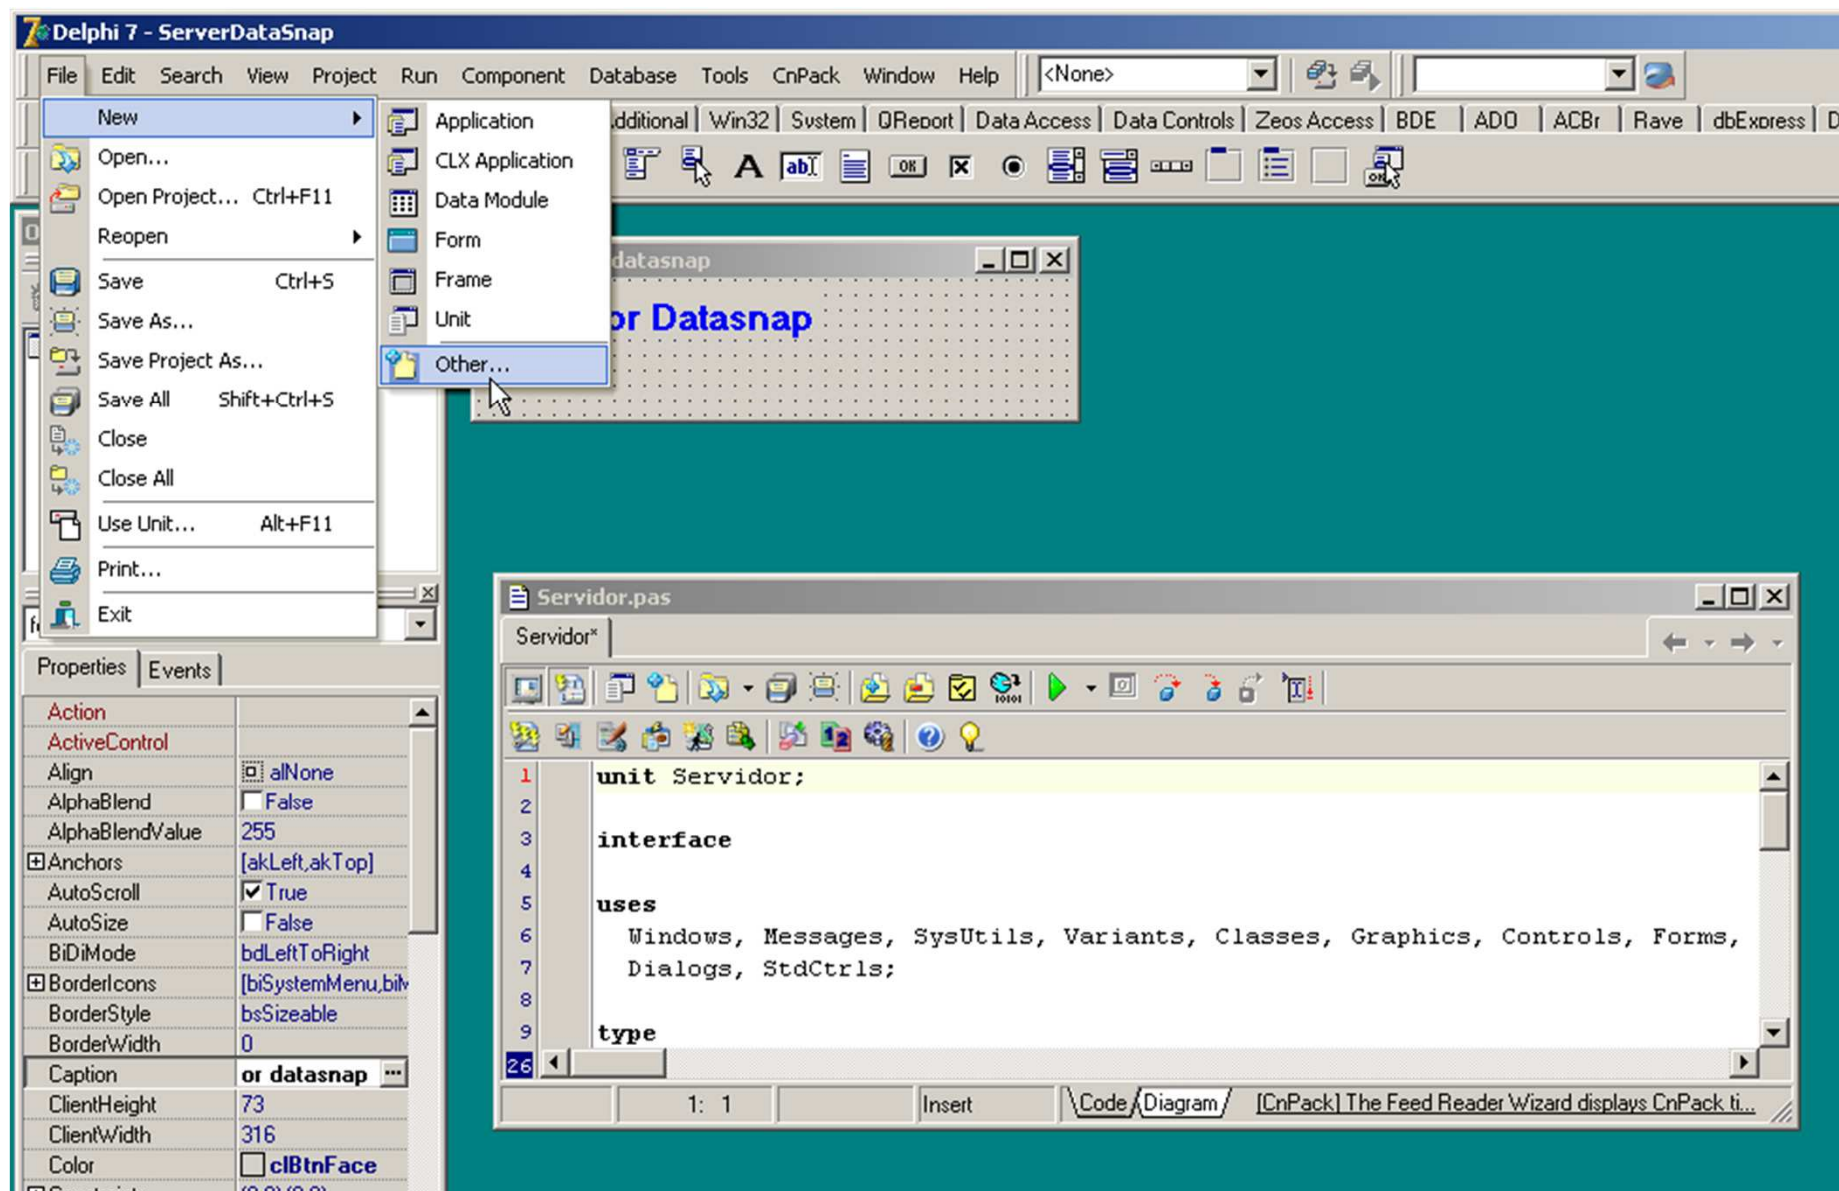 Delphi 7 - ServerDataSnap
File Edit Search View Project Run Component Database Tools CnPack Window Help <None>
Additional Win32 System QReport Data Access Data Controls Zeos Access BDE ADO ACBr Rave dbExpress D
New
Open...
Open Project... Ctrl+F11
Reopen
Save Ctrl+S
Save As...
Save Project As...
Save All Shift+Ctrl+S
Close
Close All
Use Unit... Alt+F11
Print...
Exit
Application
CLX Application
Data Module
Form
Frame
Unit
Other...
datasnap
or Datasnap
Properties Events
Action
ActiveControl
Align alNone
AlphaBlend False
AlphaBlendValue 255
Anchors [akLeft,akTop]
AutoScroll True
AutoSize False
BiDiMode bdLeftToRight
BorderIcons [biSystemMenu,biM
BorderStyle bsSizeable
BorderWidth 0
Caption or datasnap ...
ClientHeight 73
ClientWidth 316
Color clBtnFace
Servidor.pas
Servidor*
1 unit Servidor;
2
3 interface
4
5 uses
6 Windows, Messages, SysUtils, Variants, Classes, Graphics, Controls, Forms,
7 Dialogs, StdCtrls;
8
9 type
26
1: 1 Insert Code Diagram [CnPack] The Feed Reader Wizard displays CnPack ti...